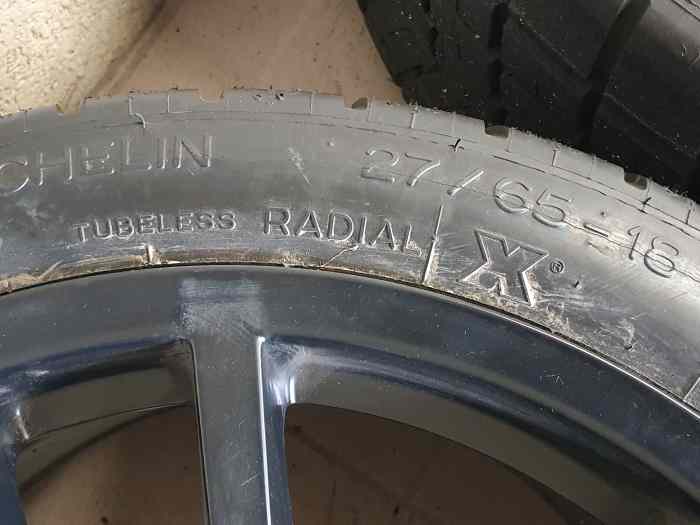 CHELIN 27/65-18
TUBELESS RADIAL X®